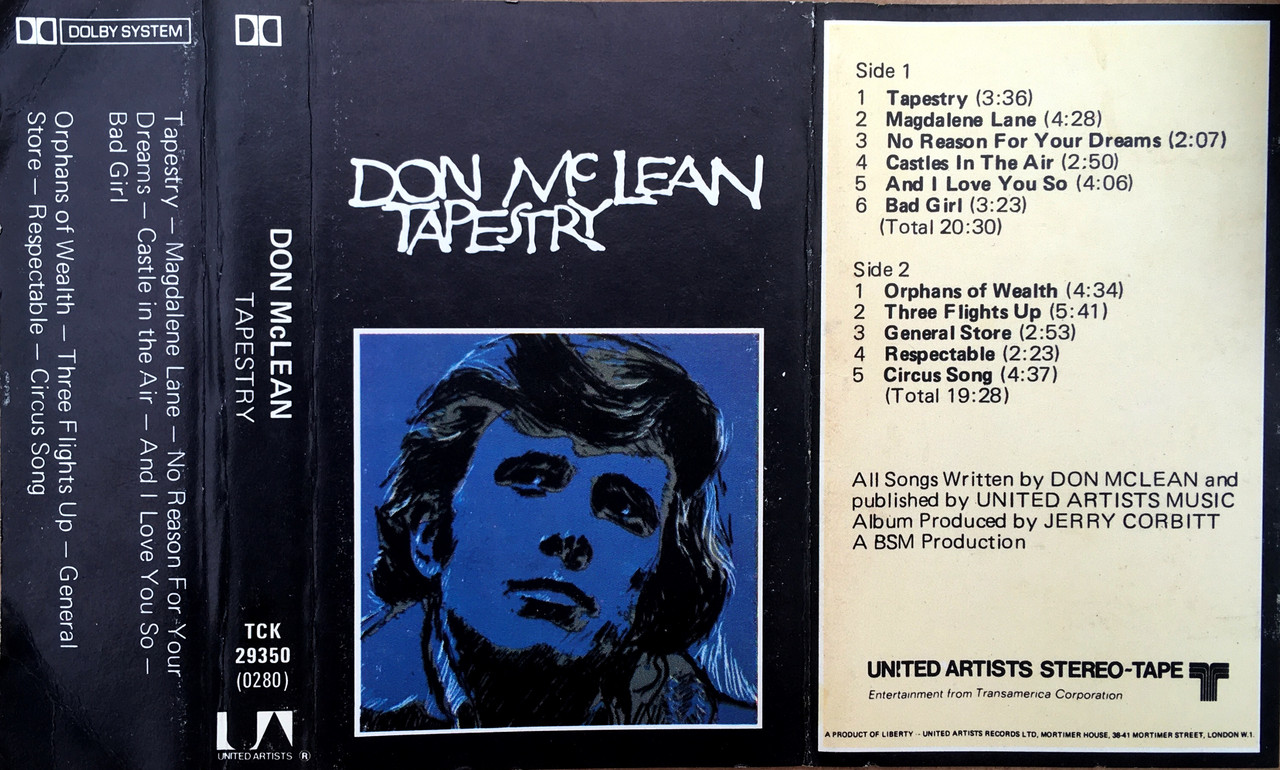 DOLBY SYSTEM
Tapestry – Magdalene Lane – No Reason For Your
Dreams – Castle in the Air – And I Love You So –
Bad Girl
Orphans of Wealth – Three Flights Up – General
Store – Respectable – Circus Song
DON McLEAN
TAPESTRY
TCK
29350
(0280)
UA
UNITED ARTISTS ®
DON McLEAN
TAPESTRY
Side 1
1 Tapestry (3:36)
2 Magdalene Lane (4:28)
3 No Reason For Your Dreams (2:07)
4 Castles In The Air (2:50)
5 And I Love You So (4:06)
6 Bad Girl (3:23)
(Total 20:30)
Side 2
1 Orphans of Wealth (4:34)
2 Three Flights Up (5:41)
3 General Store (2:53)
4 Respectable (2:23)
5 Circus Song (4:37)
(Total 19:28)
All Songs Written by DON MCLEAN and
published by UNITED ARTISTS MUSIC
Album Produced by JERRY CORBITT
A BSM Production
UNITED ARTISTS STEREO-TAPE
Entertainment from Transamerica Corporation
A PRODUCT OF LIBERTY - UNITED ARTISTS RECORDS LTD, MORTIMER HOUSE, 38-41 MORTIMER STREET, LONDON W.1.